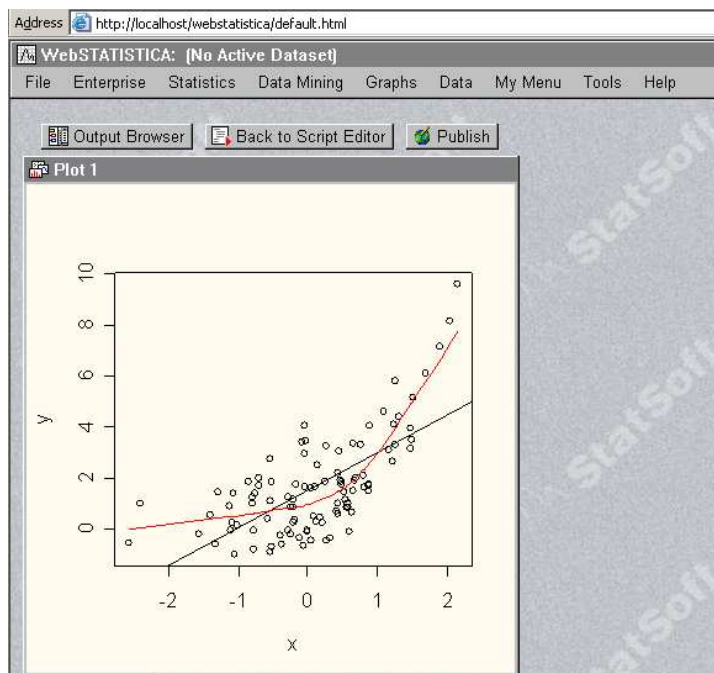 Address http://localhost/webstatistica/default.html
WebSTATISTICA: (No Active Dataset)
File Enterprise Statistics Data Mining Graphs Data My Menu Tools Help
Output Browser Back to Script Editor Publish
Plot 1
10
8
6
4
2
0
y
-2 -1 0 1 2
x
StatSoft
StatSoft
StatSoft